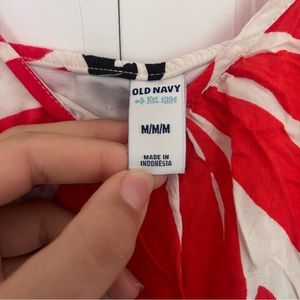 OLD NAVY
Est. 1994
M/M/M
MADE IN
INDONESIA